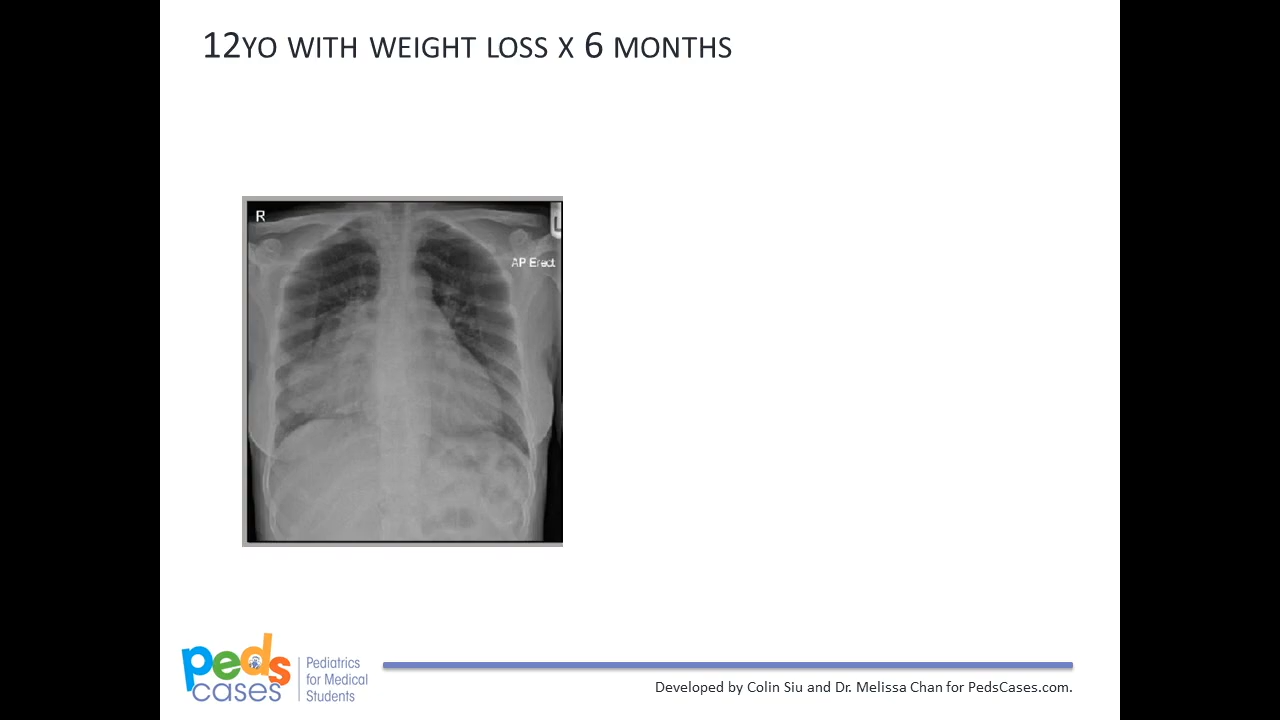 12YO WITH WEIGHT LOSS X 6 MONTHS
R
L
AP Erect
peds
cases
Pediatrics
for Medical
Students
Developed by Colin Siu and Dr. Melissa Chan for PedsCases.com.